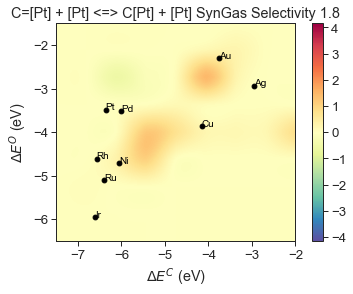 C=[Pt] + [Pt] <=> C[Pt] + [Pt] SynGas Selectivity 1.8
ΔE^O (eV)
−2
−3
−4
−5
−6
Au
Ag
Pt
Pd
Cu
Rh
Ni
Ru
Ir
−7
−6
−5
−4
−3
−2
ΔE^C (eV)
4
3
2
1
0
−1
−2
−3
−4